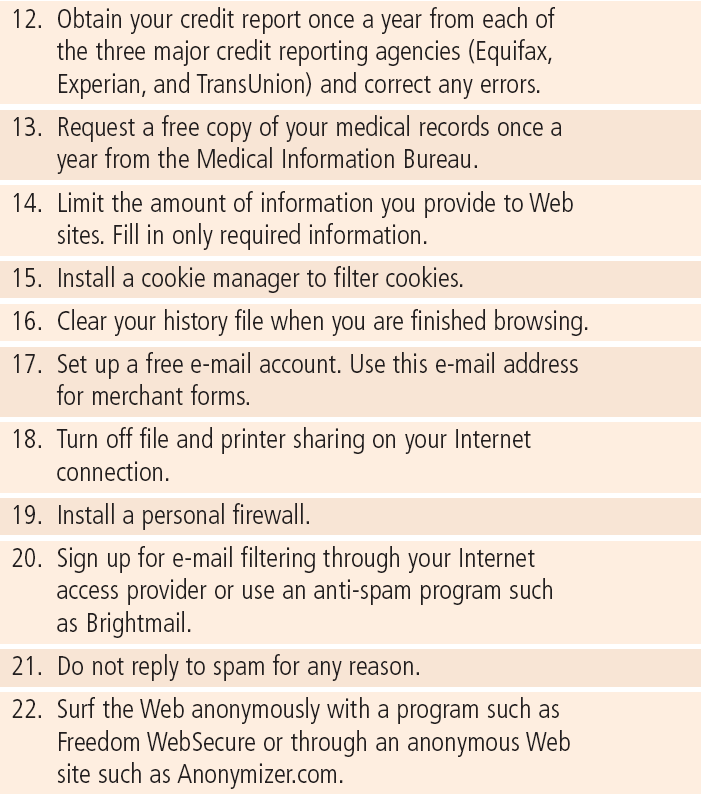 12. Obtain your credit report once a year from each of
the three major credit reporting agencies (Equifax,
Experian, and TransUnion) and correct any errors.
13. Request a free copy of your medical records once a
year from the Medical Information Bureau.
14. Limit the amount of information you provide to Web
sites. Fill in only required information.
15. Install a cookie manager to filter cookies.
16. Clear your history file when you are finished browsing.
17. Set up a free e-mail account. Use this e-mail address
for merchant forms.
18. Turn off file and printer sharing on your Internet
connection.
19. Install a personal firewall.
20. Sign up for e-mail filtering through your Internet
access provider or use an anti-spam program such
as Brightmail.
21. Do not reply to spam for any reason.
22. Surf the Web anonymously with a program such as
Freedom WebSecure or through an anonymous Web
site such as Anonymizer.com.